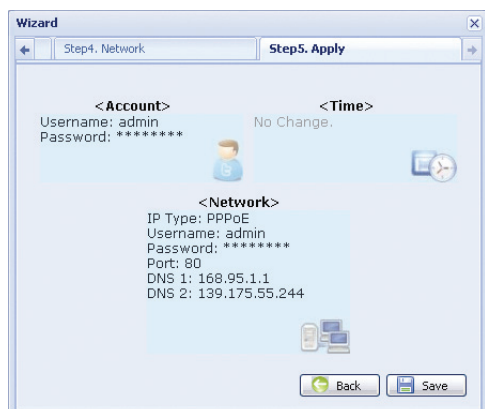 Wizard
Step4. Network
Step5. Apply
<Account>
Username: admin
Password: ********
<Time>
No Change.
<Network>
IP Type: PPPoE
Username: admin
Password: ********
Port: 80
DNS 1: 168.95.1.1
DNS 2: 139.175.55.244
Back
Save